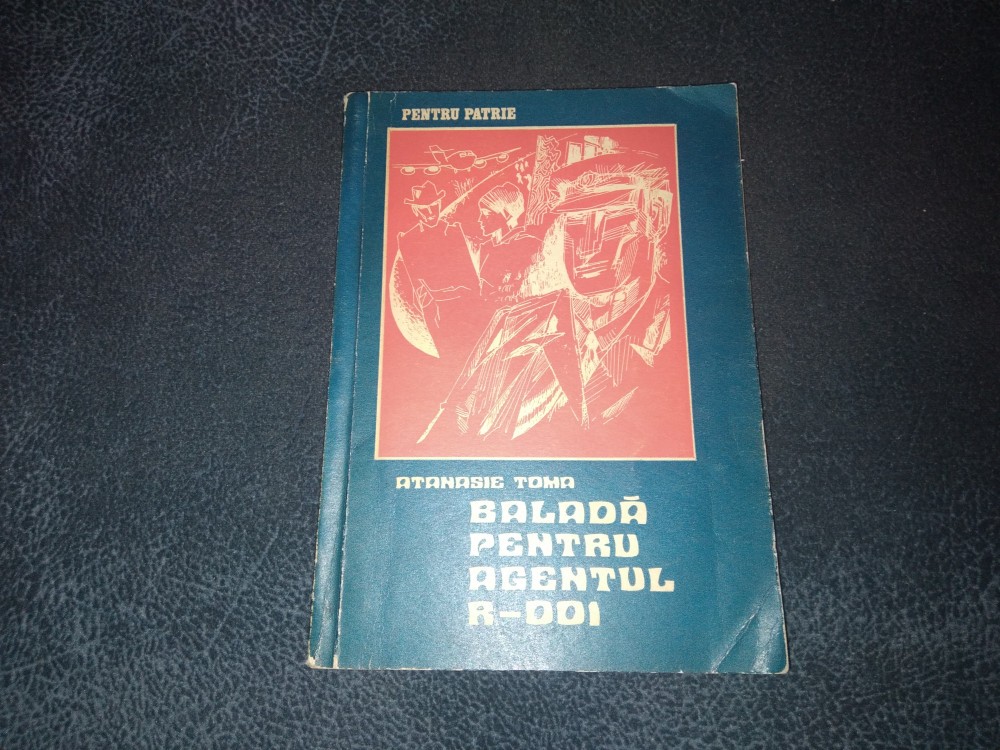 PENTRU PATRIE
ATANASIE TOMA
BALADĂ
PENTRU
AGENTUL
R-DOI